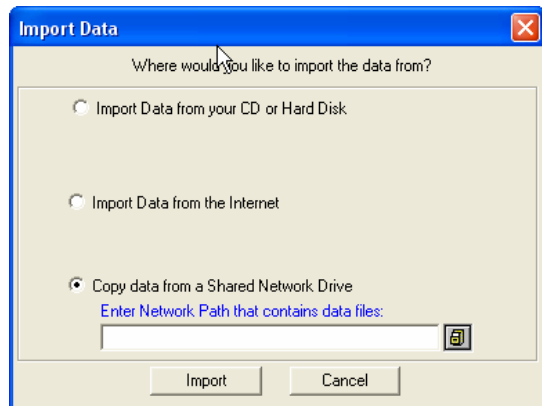 Import Data
Where would you like to import the data from?
Import Data from your CD or Hard Disk
Import Data from the Internet
Copy data from a Shared Network Drive
Enter Network Path that contains data files:
Import Cancel